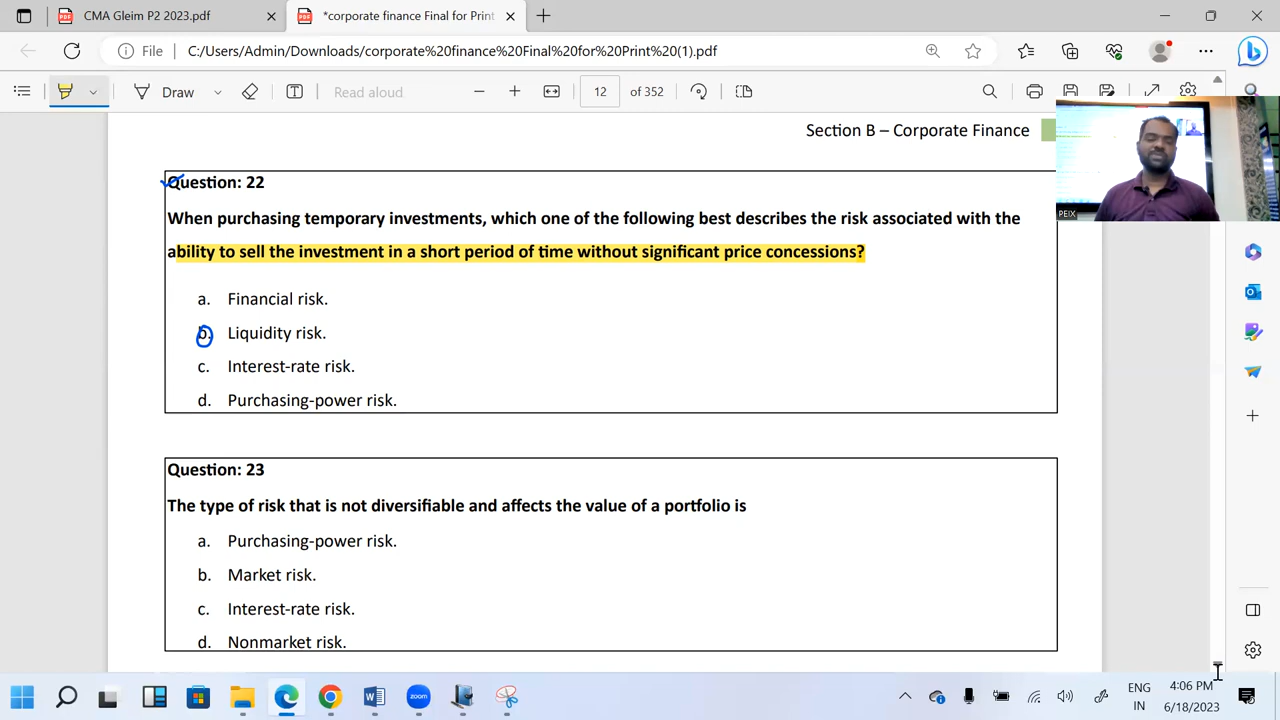 CMA Gleim P2 2023.pdf
*corporate finance Final for Print
File
C:/Users/Admin/Downloads/corporate%20finance%20Final%20for%20Print%20(1).pdf
Draw
Read aloud
12
of 352
Section B – Corporate Finance
PEIX
Question: 22
When purchasing temporary investments, which one of the following best describes the risk associated with the
ability to sell the investment in a short period of time without significant price concessions?
a. Financial risk.
b. Liquidity risk.
c. Interest-rate risk.
d. Purchasing-power risk.
Question: 23
The type of risk that is not diversifiable and affects the value of a portfolio is
a. Purchasing-power risk.
b. Market risk.
c. Interest-rate risk.
d. Nonmarket risk.
zoom
ENG
IN
4:06 PM
6/18/2023